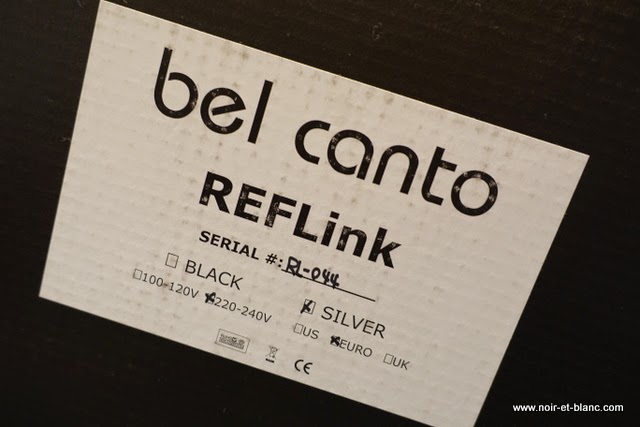 bel canto
REFLink
SERIAL #: RL-044
☐ BLACK ☒ SILVER
☐100-120V ☒220-240V ☐US ☒EURO ☐UK
CE
www.noir-et-blanc.com